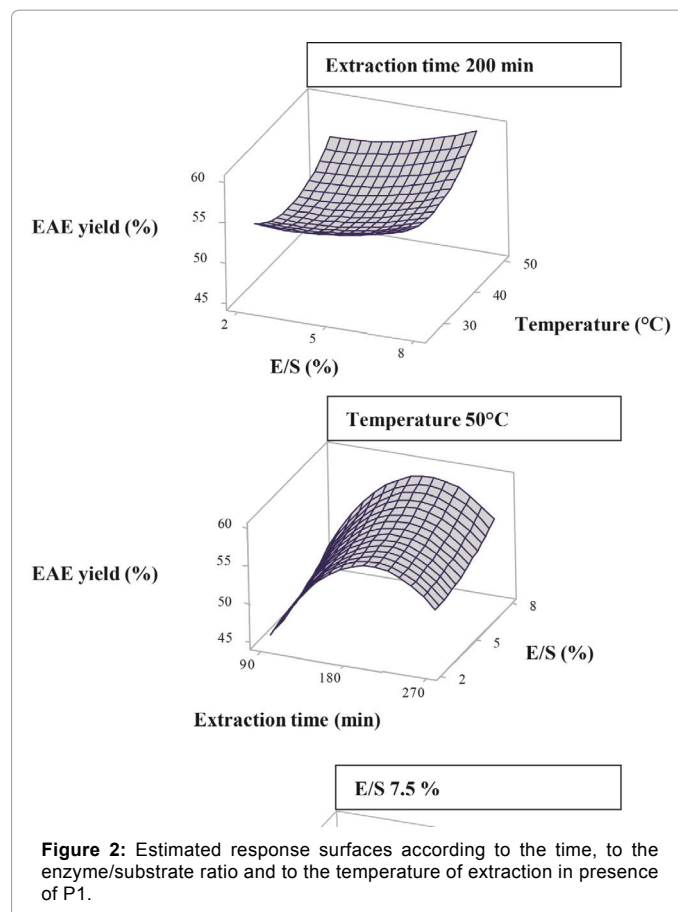 Extraction time 200 min
60
55
50
45
EAE yield (%)
2
5
8
E/S (%)
30
40
50
Temperature (°C)
Temperature 50°C
60
55
50
45
EAE yield (%)
90
180
270
Extraction time (min)
2
5
8
E/S (%)
E/S 7.5 %
Figure 2: Estimated response surfaces according to the time, to the
enzyme/substrate ratio and to the temperature of extraction in presence
of P1.